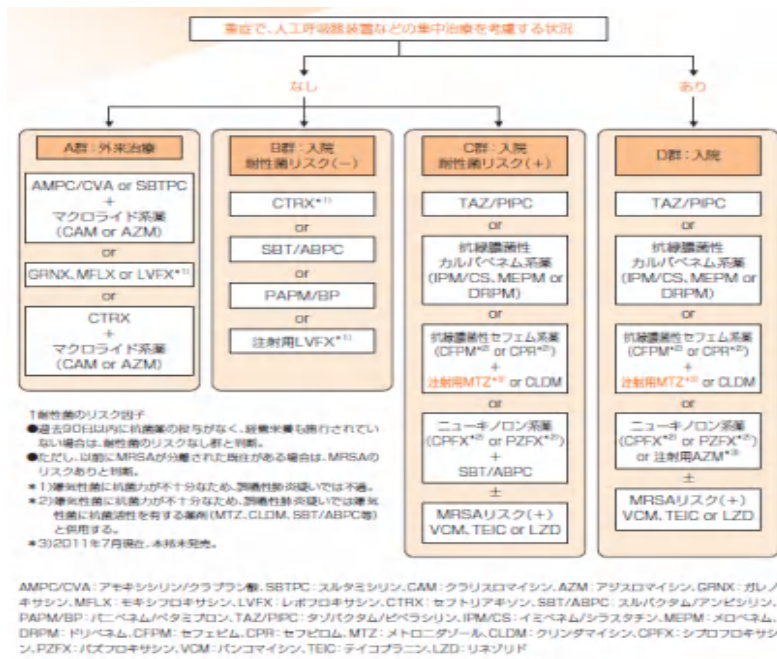 重症で、人工呼吸器装置などの集中治療を考慮する状況
なし
あり
A群：外来治療
AMPC/CVA or SBTPC
+
マクロライド系薬
(CAM or AZM)
or
GRNX、MFLX or LVFX*1)
or
CTRX
+
マクロライド系薬
(CAM or AZM)
B群：入院
耐性菌リスク(−)
CTRX*1)
or
SBT/ABPC
or
PAPM/BP
or
注射用LVFX*1)
C群：入院
耐性菌リスク(+)
TAZ/PIPC
or
抗緑膿菌性
カルバペネム系薬
(IPM/CS、MEPM or
DRPM)
or
抗緑膿菌性セフェム系薬
(CFPM*2) or CPR*2))
+
注射用MTZ*3) or CLDM
or
ニューキノロン系薬
(CPFX*2) or PZFX*2))
+
SBT/ABPC
±
MRSAリスク(+)
VCM、TEIC or LZD
D群：入院
TAZ/PIPC
or
抗緑膿菌性
カルバペネム系薬
(IPM/CS、MEPM or
DRPM)
or
抗緑膿菌性セフェム系薬
(CFPM*2) or CPR*2))
+
注射用MTZ*3) or CLDM
or
ニューキノロン系薬
(CPFX*2) or PZFX*2))
or 注射用AZM*3)
±
MRSAリスク(+)
VCM、TEIC or LZD
†耐性菌のリスク因子
●過去90日以内に抗菌薬の投与がなく、経管栄養も施行されてい
ない場合は、耐性菌のリスクなし群と判断。
●ただし、以前にMRSAが分離された既往がある場合は、MRSAの
リスクありと判断。
*1)嫌気性菌に抗菌力が不十分なため、誤嚥性肺炎疑いでは不適。
*2)嫌気性菌に抗菌力が不十分なため、誤嚥性肺炎疑いでは嫌気
性菌に抗菌活性を有する薬剤(MTZ、CLDM、SBT/ABPC等)
と併用する。
*3)2011年7月現在、本邦未発売。
AMPC/CVA：アモキシシリン/クラブラン酸、SBTPC：スルタミシリン、CAM：クラリスロマイシン、AZM：アジスロマイシン、GRNX：ガレノ
キサシン、MFLX：モキシフロキサシン、LVFX：レボフロキサシン、CTRX：セフトリアキソン、SBT/ABPC：スルバクタム/アンピシリン、
PAPM/BP：パニペネム/ベタミプロン、TAZ/PIPC：タゾバクタム/ピペラシリン、IPM/CS：イミペネム/シラスタチン、MEPM：メロペネム、
DRPM：ドリペネム、CFPM：セフェピム、CPR：セフピロム、MTZ：メトロニダゾール、CLDM：クリンダマイシン、CPFX：シプロフロキサシ
ン、PZFX：パズフロキサシン、VCM：バンコマイシン、TEIC：テイコプラニン、LZD：リネゾリド